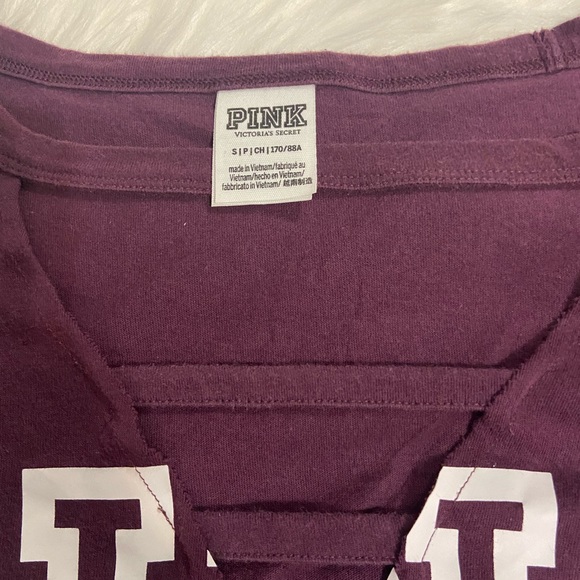 PINK
VICTORIA'S SECRET
S|P|CH|170/88A
made in Vietnam/fabriqué au
Vietnam/hecho en Vietnam/
fabbricato in Vietnam/越南制造